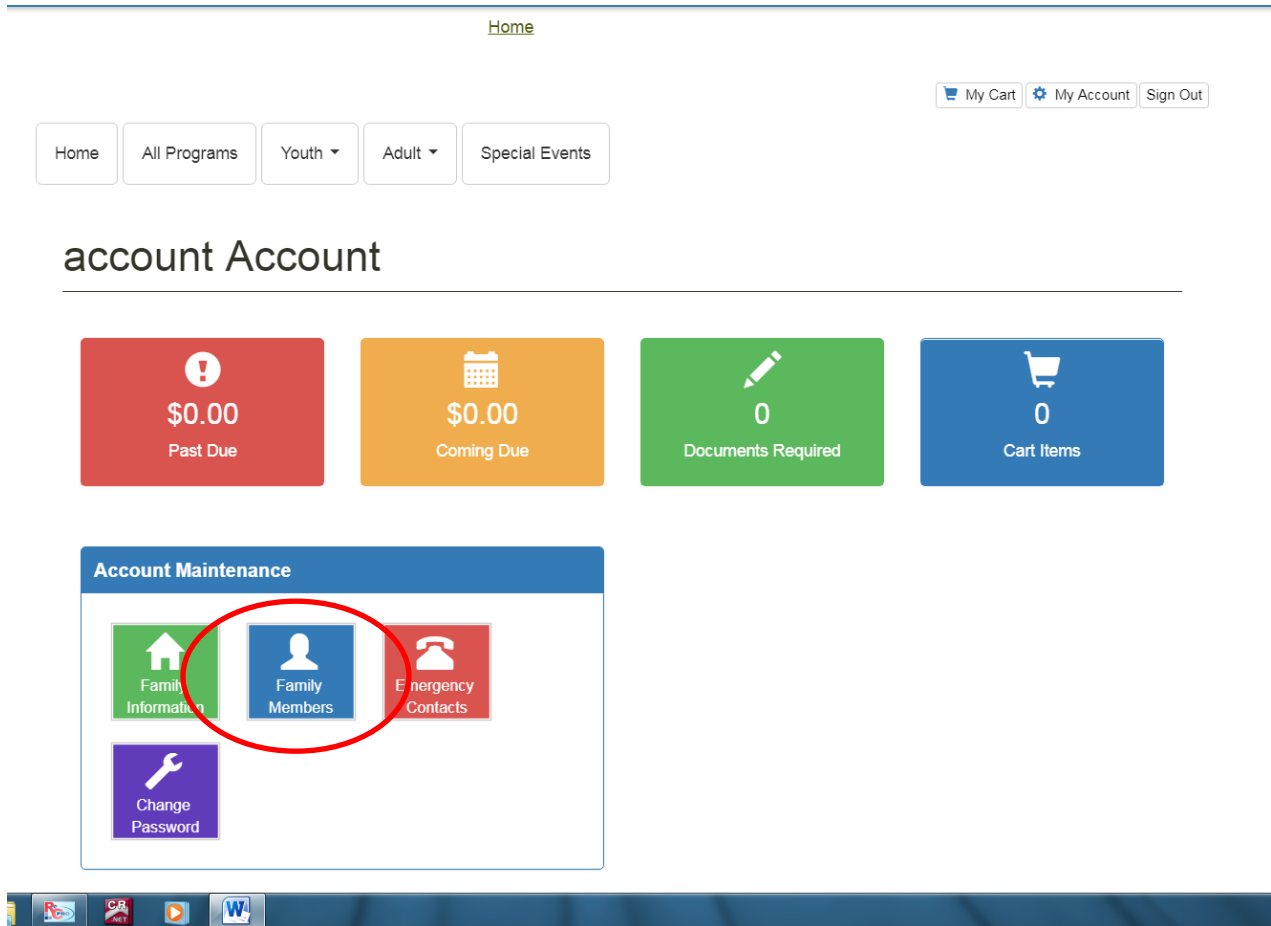 Home
My Cart My Account Sign Out
Home All Programs Youth Adult Special Events
account Account
$0.00
Past Due
$0.00
Coming Due
0
Documents Required
0
Cart Items
Account Maintenance
Family
Information
Family
Members
Emergency
Contacts
Change
Password
C.R
.NET
W